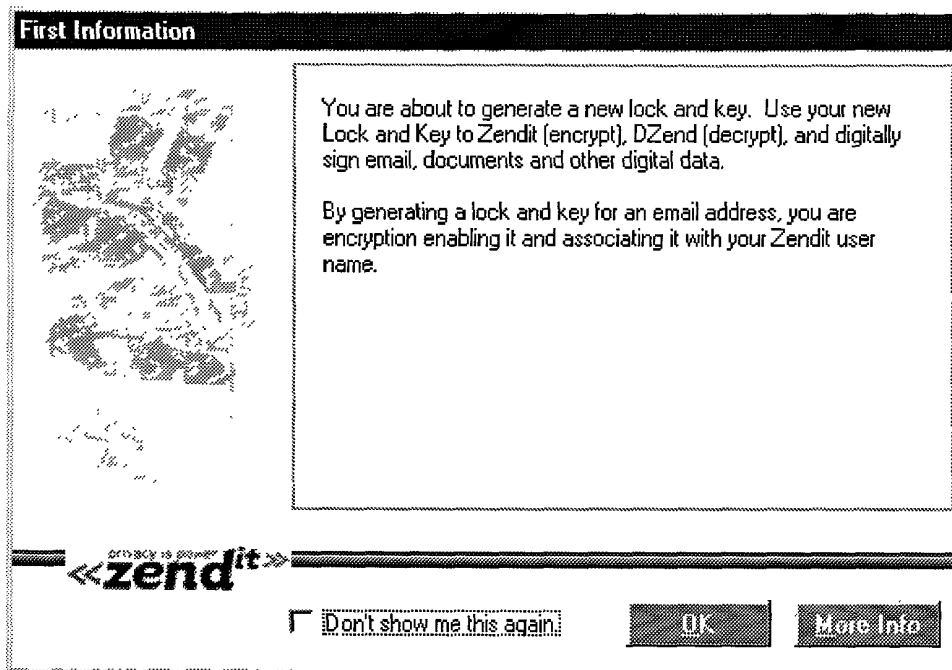 First Information
You are about to generate a new lock and key. Use your new
Lock and Key to Zendit (encrypt), DZend (decrypt), and digitally
sign email, documents and other digital data.
By generating a lock and key for an email address, you are
encryption enabling it and associating it with your Zendit user
name.
privacy is power
<<zendit>>
Don't show me this again.
OK
More Info